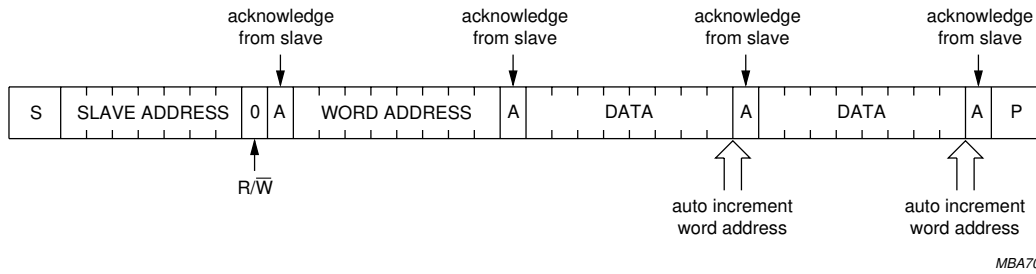 acknowledge
from slave
acknowledge
from slave
acknowledge
from slave
acknowledge
from slave
S SLAVE ADDRESS 0 A WORD ADDRESS A DATA A DATA A P
R/W̅
auto increment
word address
auto increment
word address